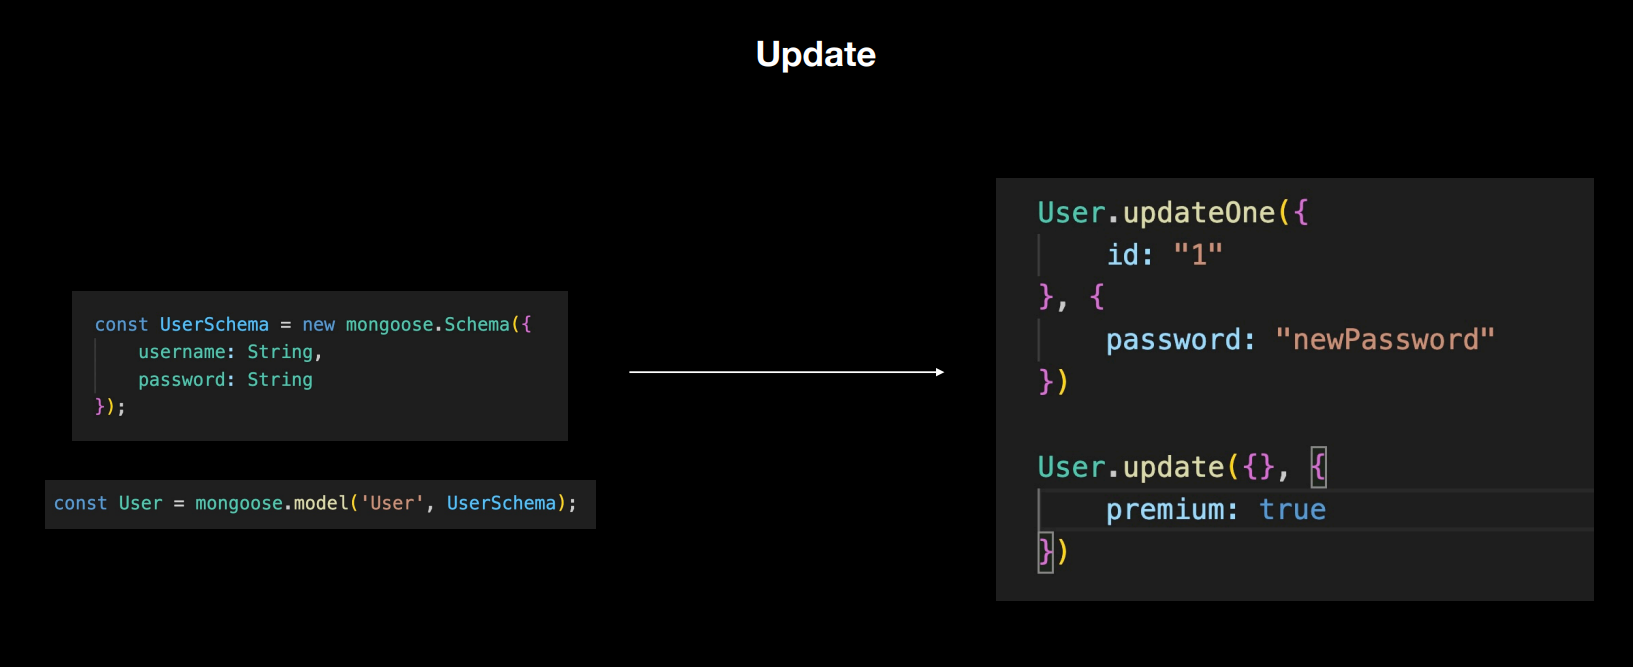 Update
const UserSchema = new mongoose.Schema({
    username: String,
    password: String
});
const User = mongoose.model('User', UserSchema);
User.updateOne({
    id: "1"
}, {
    password: "newPassword"
})
User.update({}, {
    premium: true
})